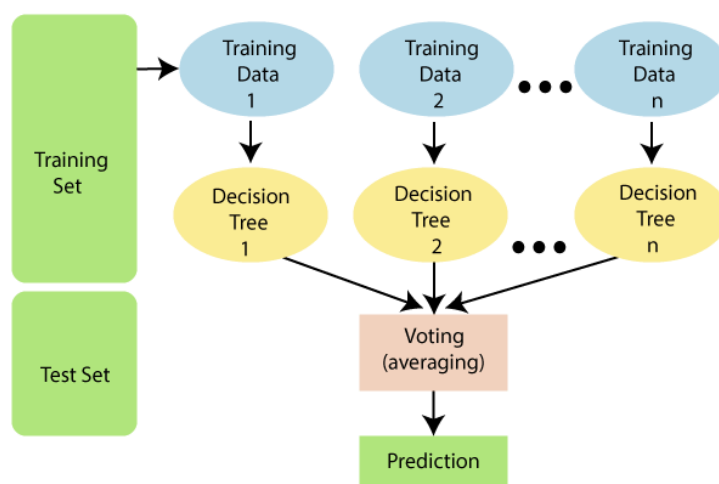 Training
Set
Training
Data
1
Training
Data
2
Training
Data
n
Decision
Tree
1
Decision
Tree
2
Decision
Tree
n
Test Set
Voting
(averaging)
Prediction